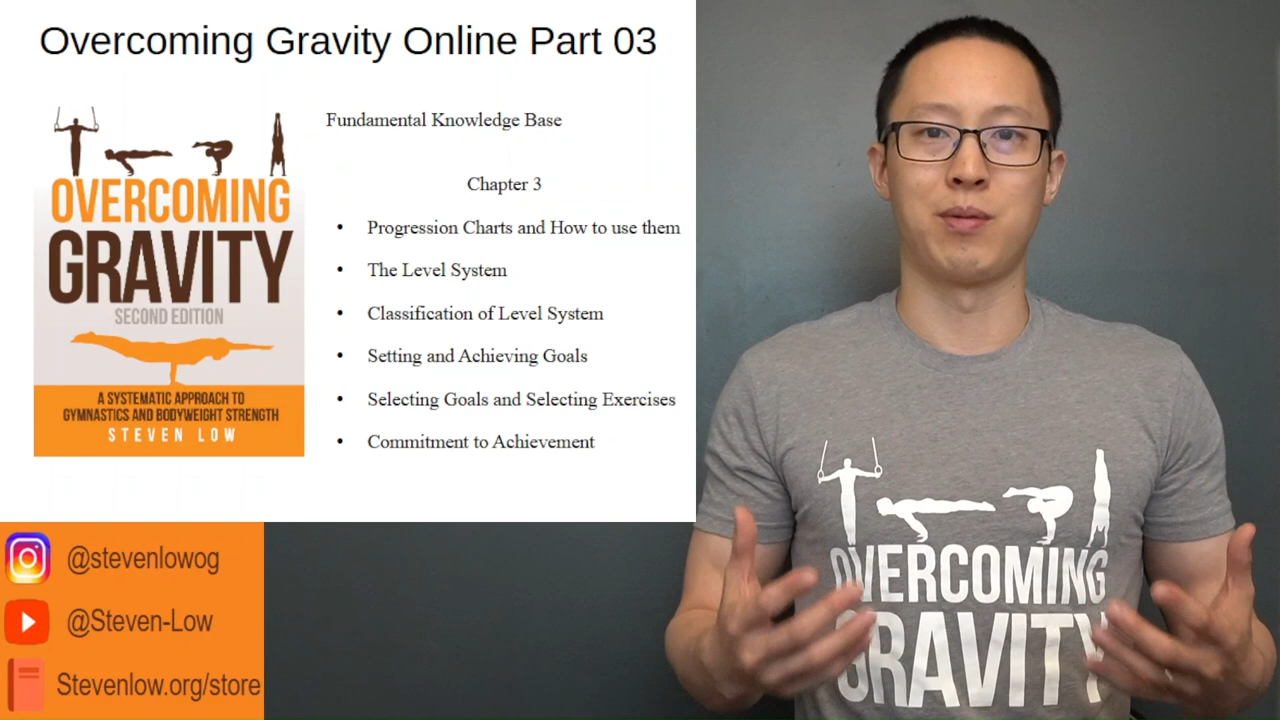 Overcoming Gravity Online Part 03
OVERCOMING
GRAVITY
SECOND EDITION
A SYSTEMATIC APPROACH TO
GYMNASTICS AND BODYWEIGHT STRENGTH
STEVEN LOW
Fundamental Knowledge Base
Chapter 3
• Progression Charts and How to use them
• The Level System
• Classification of Level System
• Setting and Achieving Goals
• Selecting Goals and Selecting Exercises
• Commitment to Achievement
@stevenlowog
@Steven-Low
Stevenlow.org/store
OVERCOMING
GRAVITY